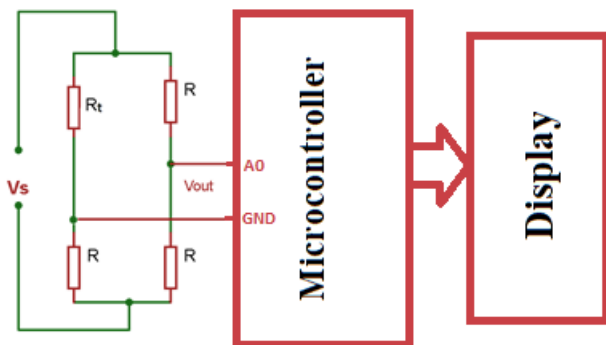 Rt
R
Vs
A0
Vout
GND
R
R
Microcontroller
Display